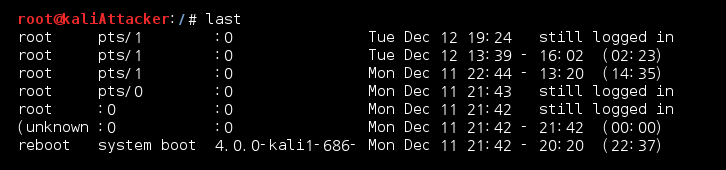 root@kaliAttacker:/# last
root     pts/1        :0               Tue Dec 12 19:24   still logged in
root     pts/1        :0               Tue Dec 12 13:39 - 16:02  (02:23)
root     pts/1        :0               Mon Dec 11 22:44 - 13:20  (14:35)
root     pts/0        :0               Mon Dec 11 21:43   still logged in
root     :0           :0               Mon Dec 11 21:42   still logged in
(unknown :0           :0               Mon Dec 11 21:42 - 21:42  (00:00)
reboot   system boot  4.0.0-kali1-686- Mon Dec 11 21:42 - 20:20  (22:37)